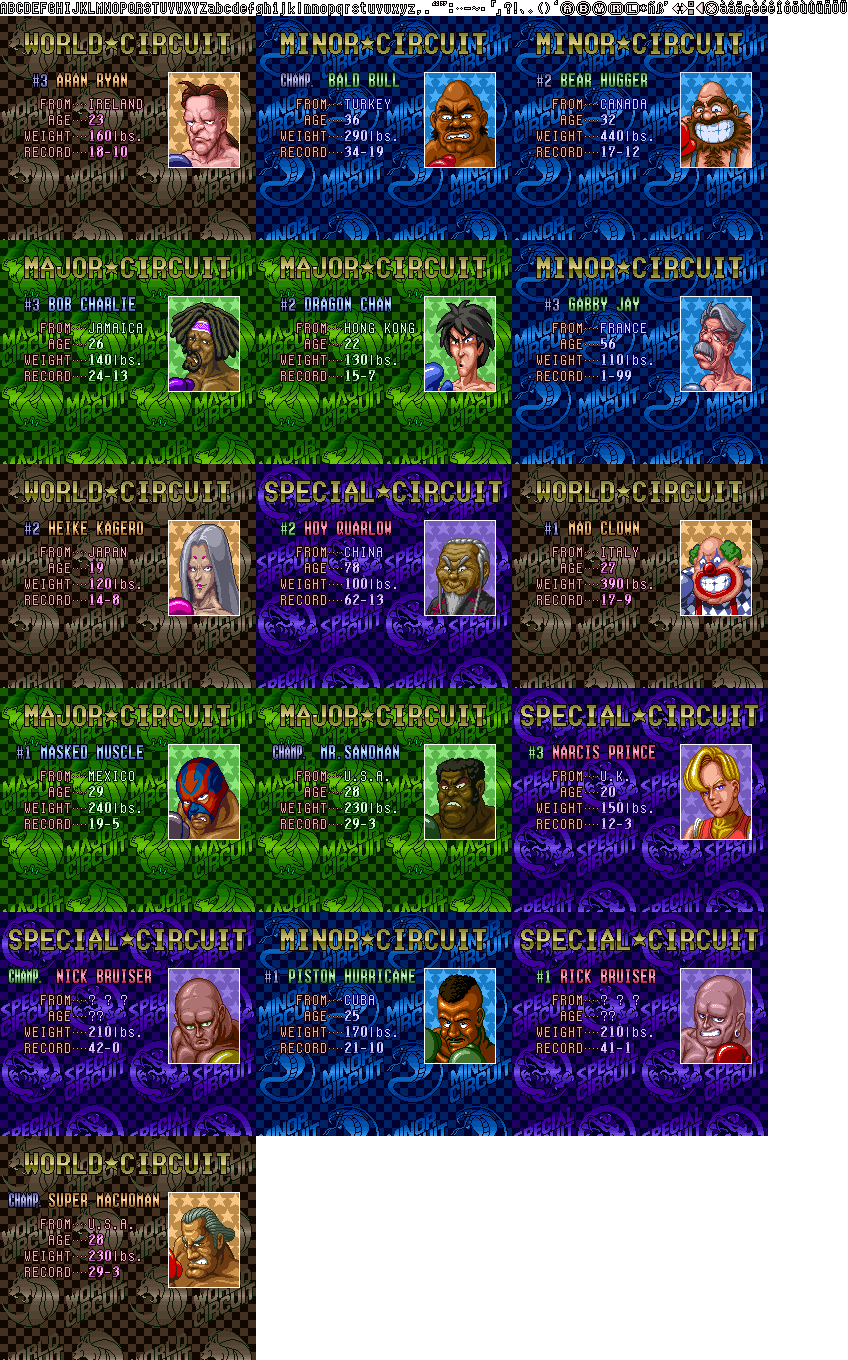 ABCDEFGHIJKLMNOPQRSTUVWXYZabcdefghijklmnopqrstuvwxyz
WORLD★CIRCUIT
#3 ARAN RYAN
FROM…IRELAND
AGE…23
WEIGHT…160lbs.
RECORD…18-10
MINOR★CIRCUIT
CHAMP. BALD BULL
FROM…TURKEY
AGE…36
WEIGHT…290lbs.
RECORD…34-19
MINOR★CIRCUIT
#2 BEAR HUGGER
FROM…CANADA
AGE…32
WEIGHT…440lbs.
RECORD…17-12
MAJOR★CIRCUIT
#3 BOB CHARLIE
FROM…JAMAICA
AGE…26
WEIGHT…140lbs.
RECORD…24-13
MAJOR★CIRCUIT
#2 DRAGON CHAN
FROM…HONG KONG
AGE…22
WEIGHT…130lbs.
RECORD…15-7
MINOR★CIRCUIT
#3 GABBY JAY
FROM…FRANCE
AGE…56
WEIGHT…110lbs.
RECORD…1-99
WORLD★CIRCUIT
#2 HEIKE KAGERO
FROM…JAPAN
AGE…19
WEIGHT…120lbs.
RECORD…14-8
SPECIAL★CIRCUIT
#2 HOY QUARLOW
FROM…CHINA
AGE…78
WEIGHT…100lbs.
RECORD…62-13
WORLD★CIRCUIT
#1 MAD CLOWN
FROM…ITALY
AGE…27
WEIGHT…390lbs.
RECORD…17-9
MAJOR★CIRCUIT
#1 MASKED MUSCLE
FROM…MEXICO
AGE…29
WEIGHT…240lbs.
RECORD…19-5
MAJOR★CIRCUIT
CHAMP. MR.SANDMAN
FROM…U.S.A.
AGE…28
WEIGHT…230lbs.
RECORD…29-3
SPECIAL★CIRCUIT
#3 NARCIS PRINCE
FROM…U.K.
AGE…20
WEIGHT…150lbs.
RECORD…12-3
SPECIAL★CIRCUIT
CHAMP. NICK BRUISER
FROM…? ? ?
AGE…??
WEIGHT…210lbs.
RECORD…42-0
MINOR★CIRCUIT
#1 PISTON HURRICANE
FROM…CUBA
AGE…25
WEIGHT…170lbs.
RECORD…21-10
SPECIAL★CIRCUIT
#1 RICK BRUISER
FROM…? ? ?
AGE…??
WEIGHT…210lbs.
RECORD…41-1
WORLD★CIRCUIT
CHAMP. SUPER MACHOMAN
FROM…U.S.A.
AGE…28
WEIGHT…230lbs.
RECORD…29-3